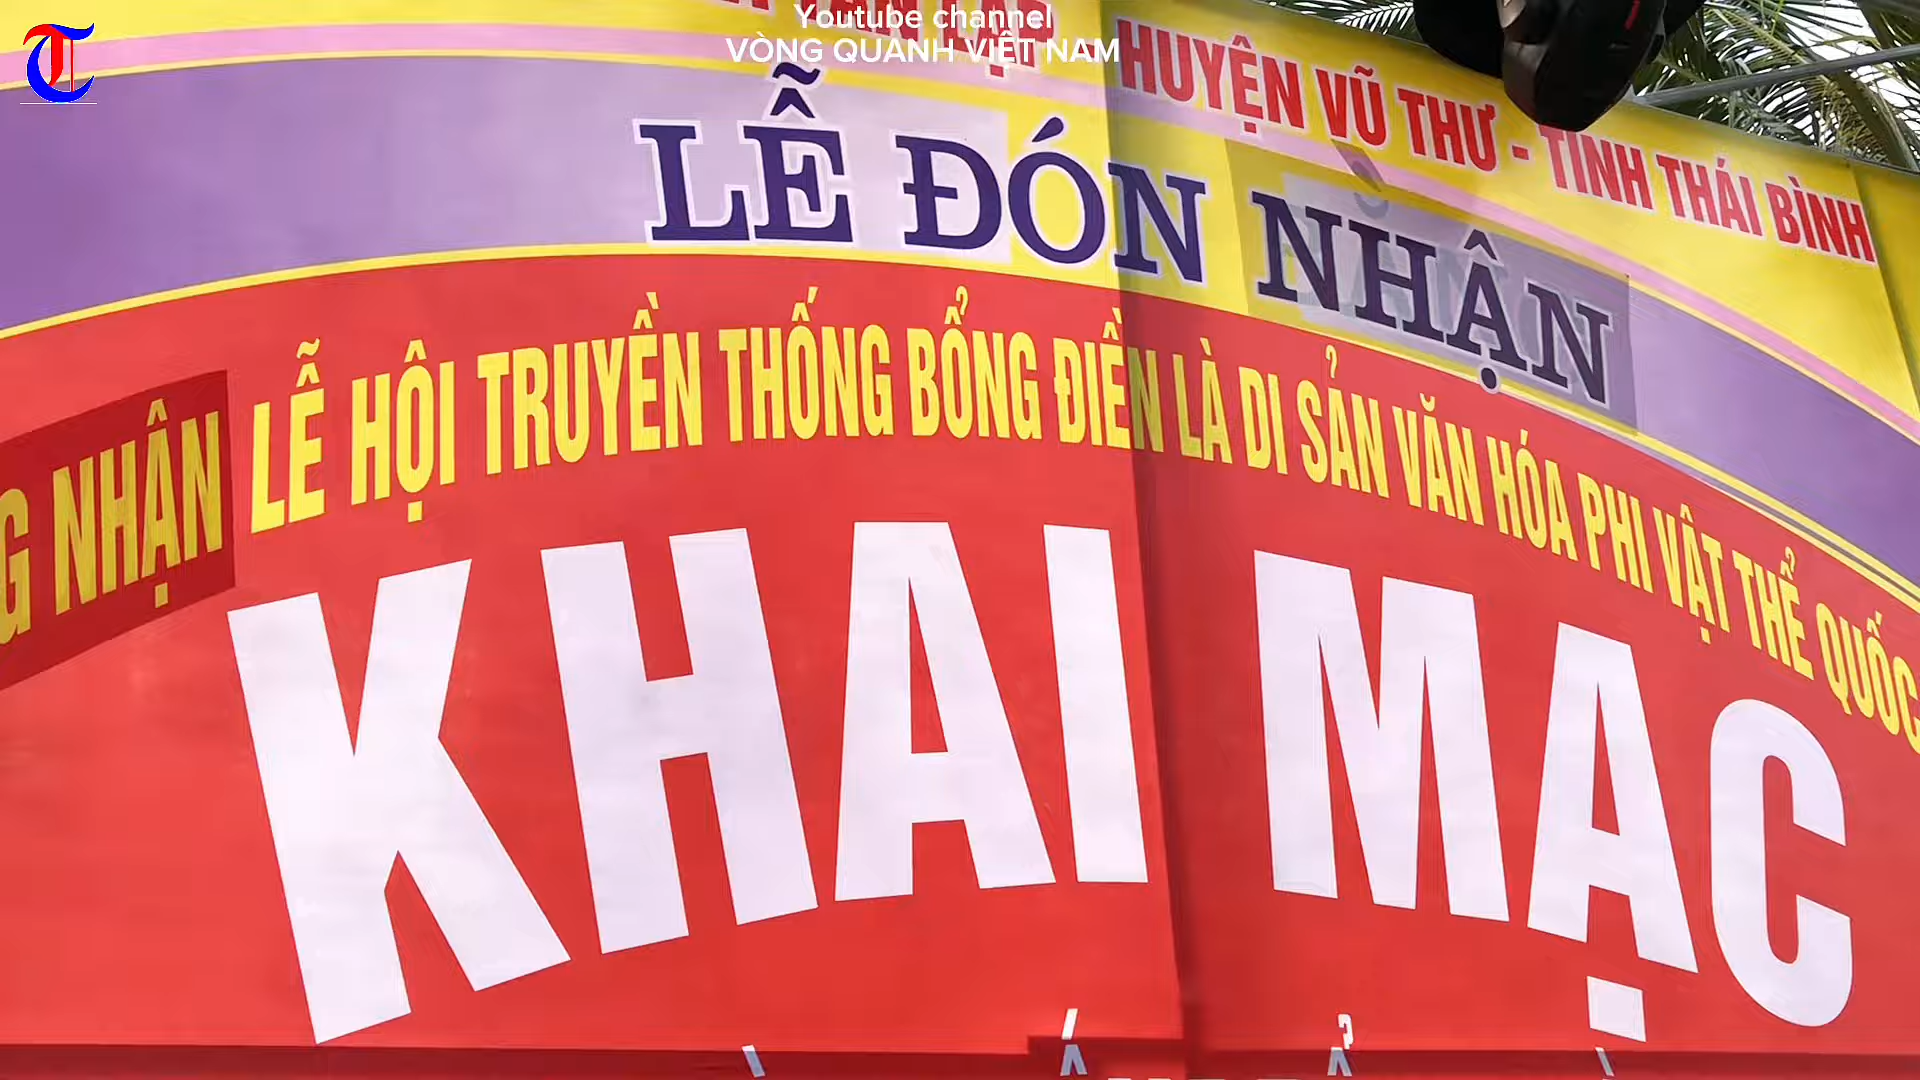 Youtube channel
VÒNG QUANH VIỆT NAM
HUYỆN VŨ THƯ - TỈNH THÁI BÌNH
LỄ ĐÓN NHẬN
NHẬN LỄ HỘI TRUYỀN THỐNG BỔNG ĐIỀN LÀ DI SẢN VĂN HÓA PHI VẬT THỂ QUỐC
KHAI MẠC